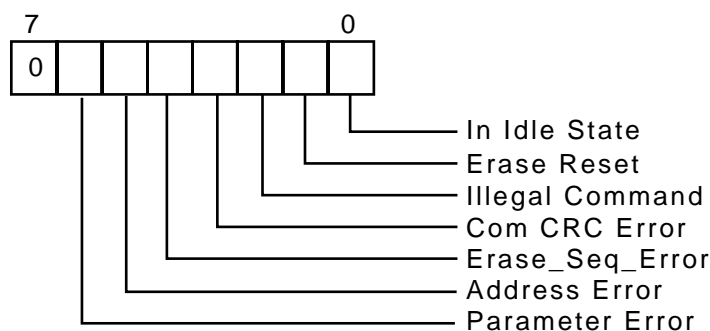 7 0
0
In Idle State
Erase Reset
Illegal Command
Com CRC Error
Erase_Seq_Error
Address Error
Parameter Error